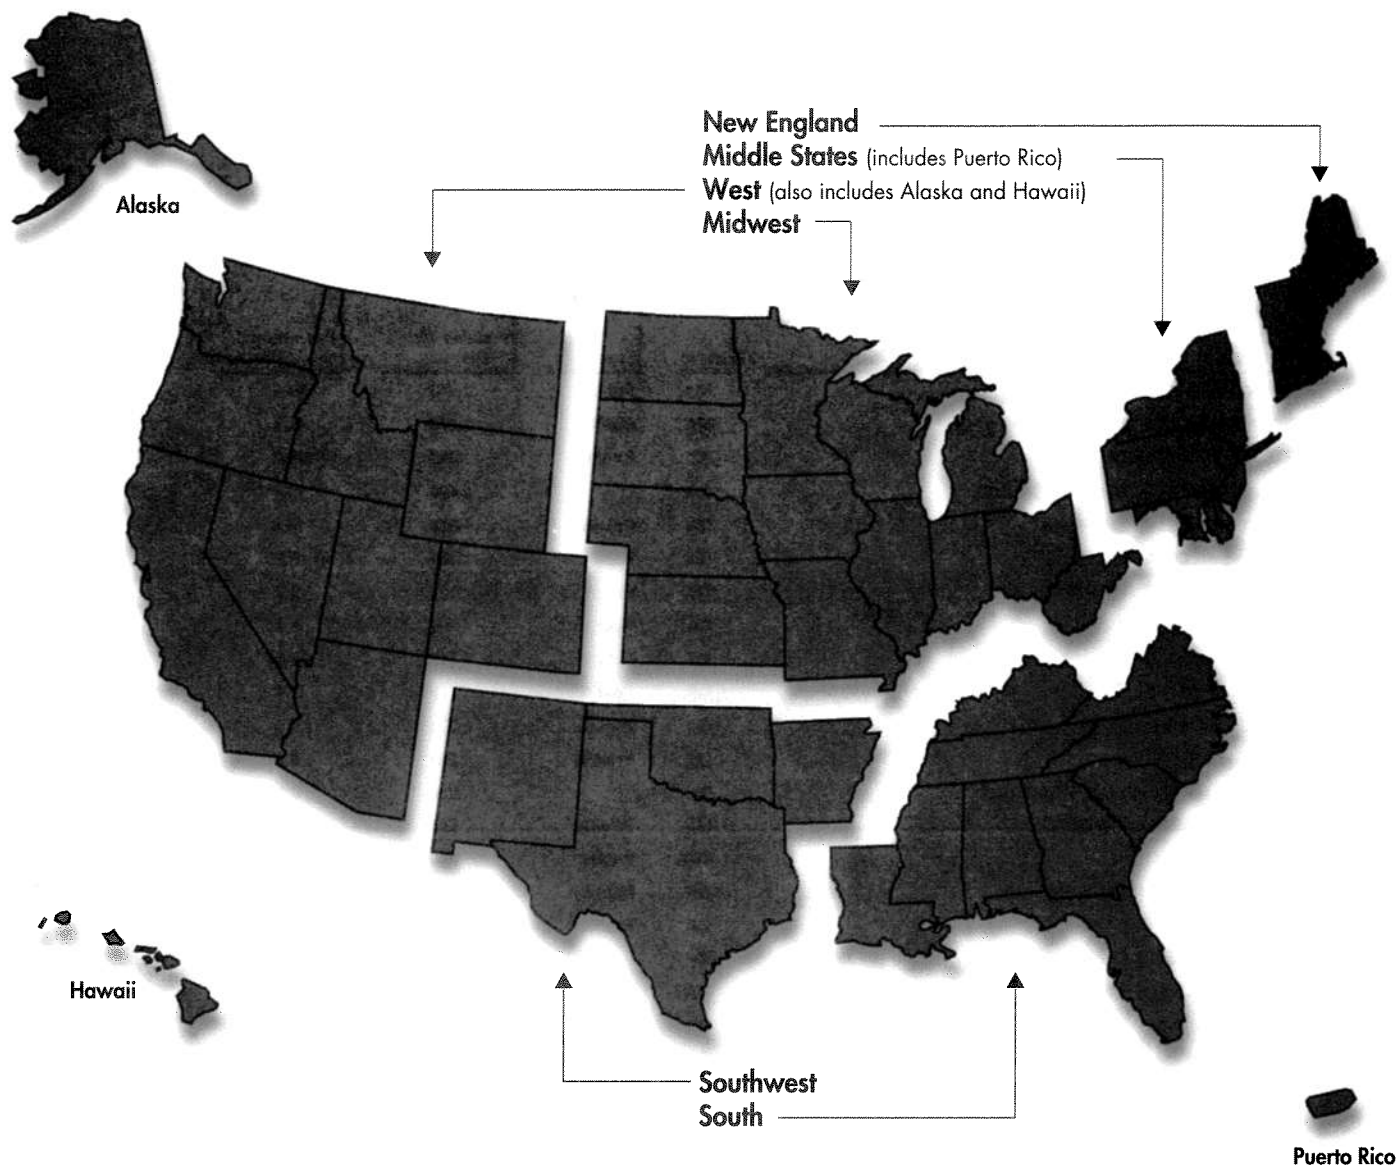 New England
Middle States (includes Puerto Rico)
West (also includes Alaska and Hawaii)
Midwest
Alaska
Hawaii
Southwest
South
Puerto Rico